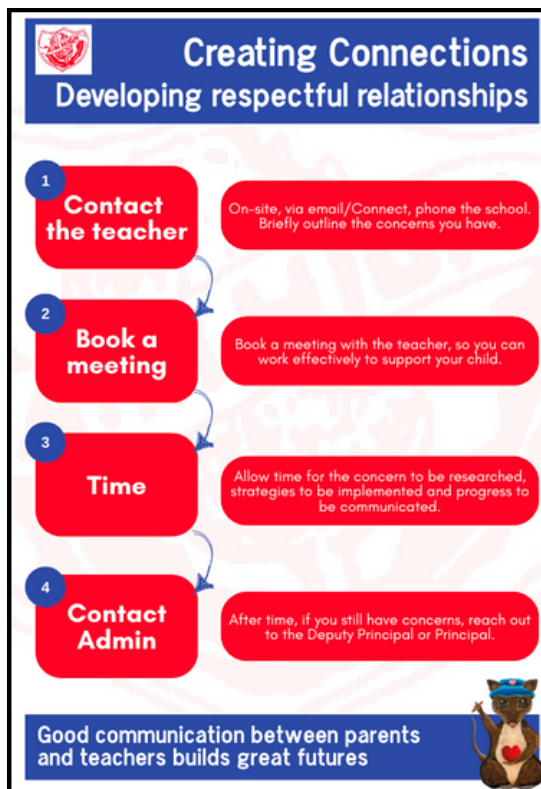 Creating Connections
Developing respectful relationships
1
Contact
the teacher
On-site, via email/Connect, phone the school.
Briefly outline the concerns you have.
2
Book a
meeting
Book a meeting with the teacher, so you can
work effectively to support your child.
3
Time
Allow time for the concern to be researched,
strategies to be implemented and progress to
be communicated.
4
Contact
Admin
After time, if you still have concerns, reach out
to the Deputy Principal or Principal.
Good communication between parents
and teachers builds great futures